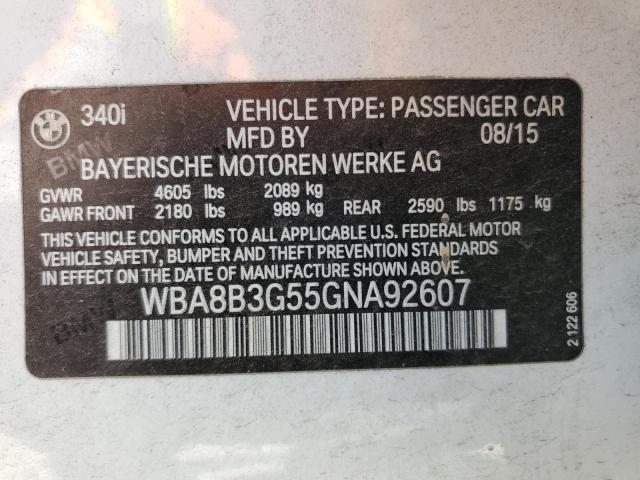 340i VEHICLE TYPE: PASSENGER CAR
MFD BY 08/15
BAYERISCHE MOTOREN WERKE AG
GVWR 4605 lbs 2089 kg
GAWR FRONT 2180 lbs 989 kg REAR 2590 lbs 1175 kg
THIS VEHICLE CONFORMS TO ALL APPLICABLE U.S. FEDERAL MOTOR
VEHICLE SAFETY, BUMPER AND THEFT PREVENTION STANDARDS
IN EFFECT ON THE DATE OF MANUFACTURE SHOWN ABOVE
WBA8B3G55GNA92607
2 122 606
BMW
BMW